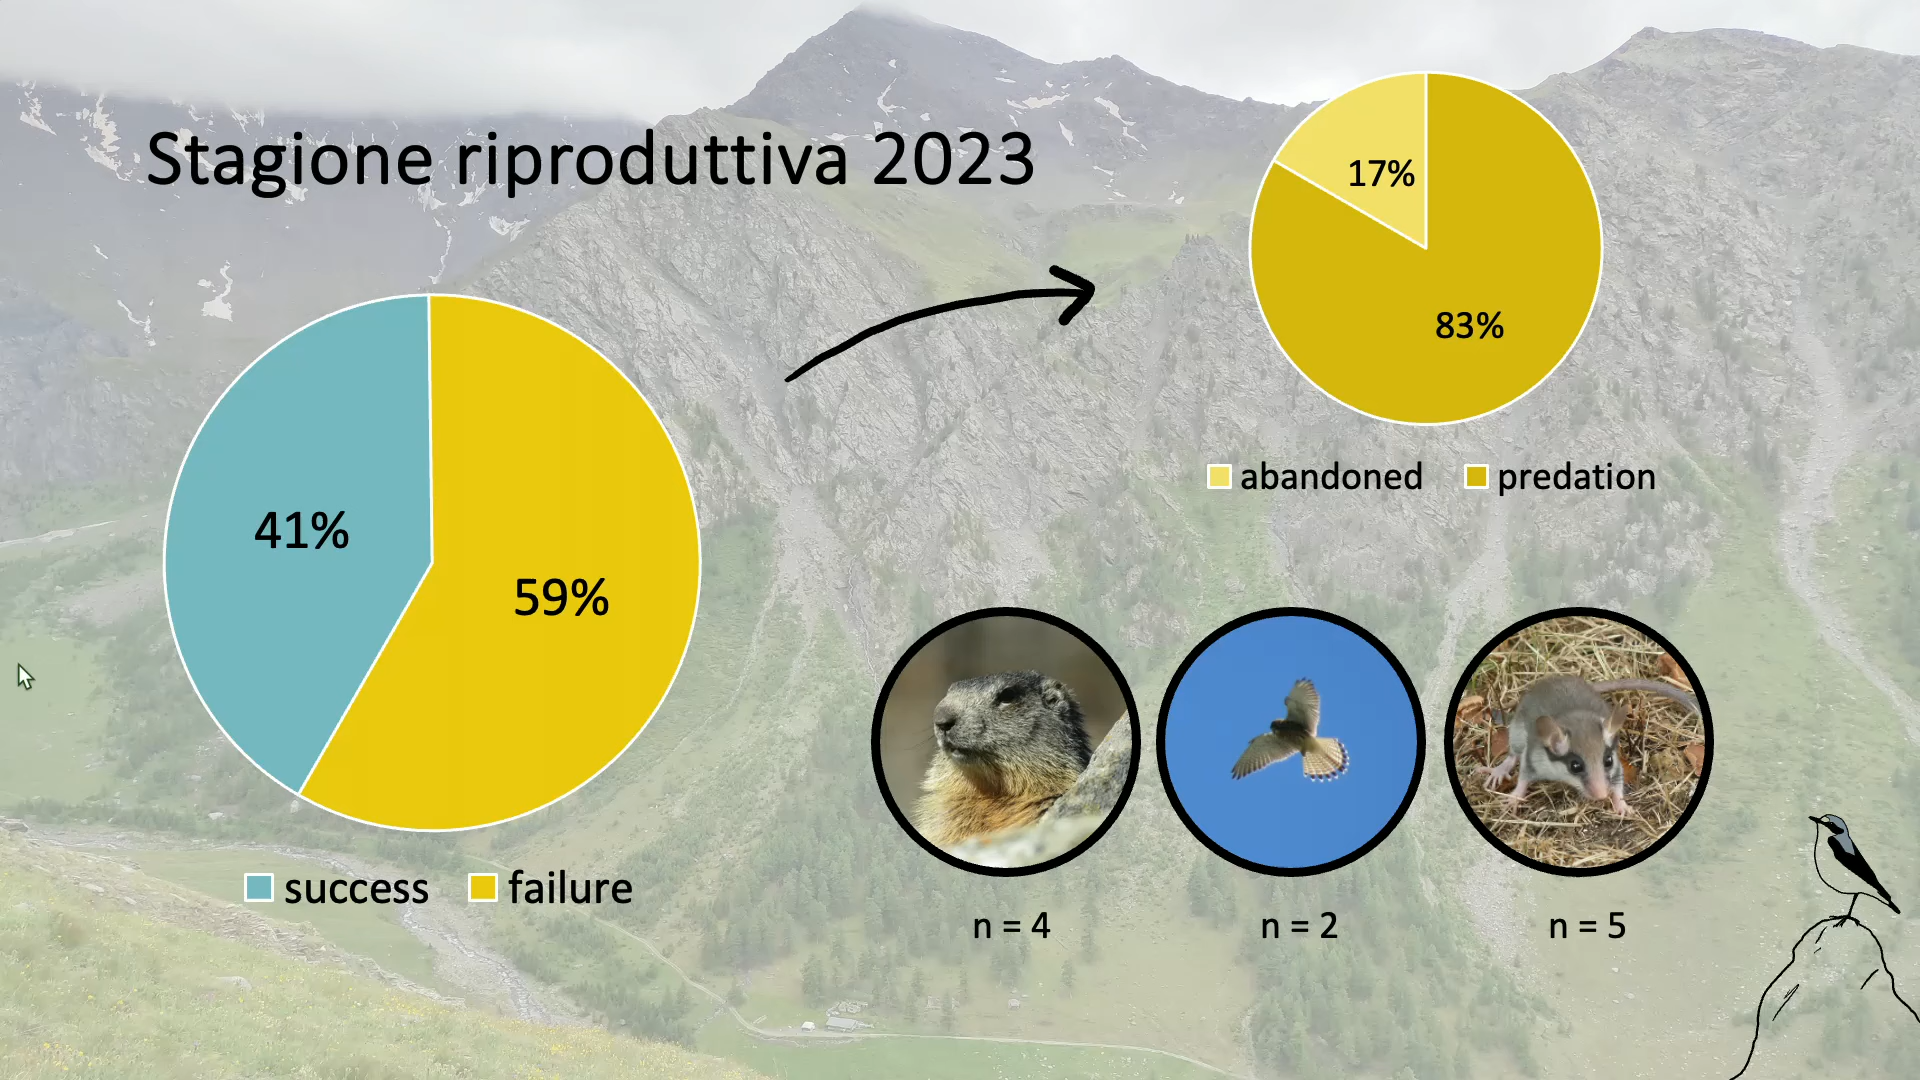 Stagione riproduttiva 2023
17%
83%
abandoned predation
41%
59%
success failure
n = 4 n = 2 n = 5